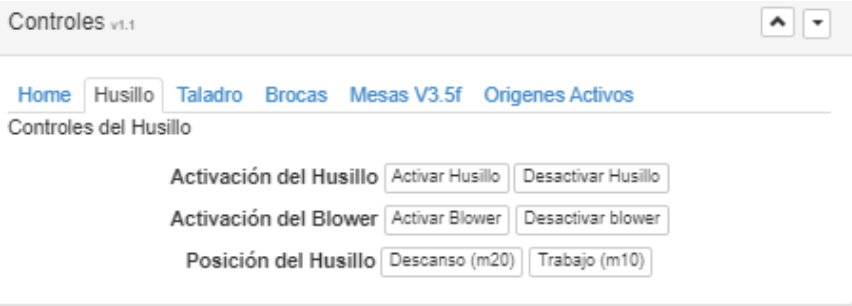 Controles v1.1
Home Husillo Taladro Brocas Mesas V3.5f Origenes Activos
Controles del Husillo
Activación del Husillo Activar Husillo Desactivar Husillo
Activación del Blower Activar Blower Desactivar blower
Posición del Husillo Descanso (m20) Trabajo (m10)